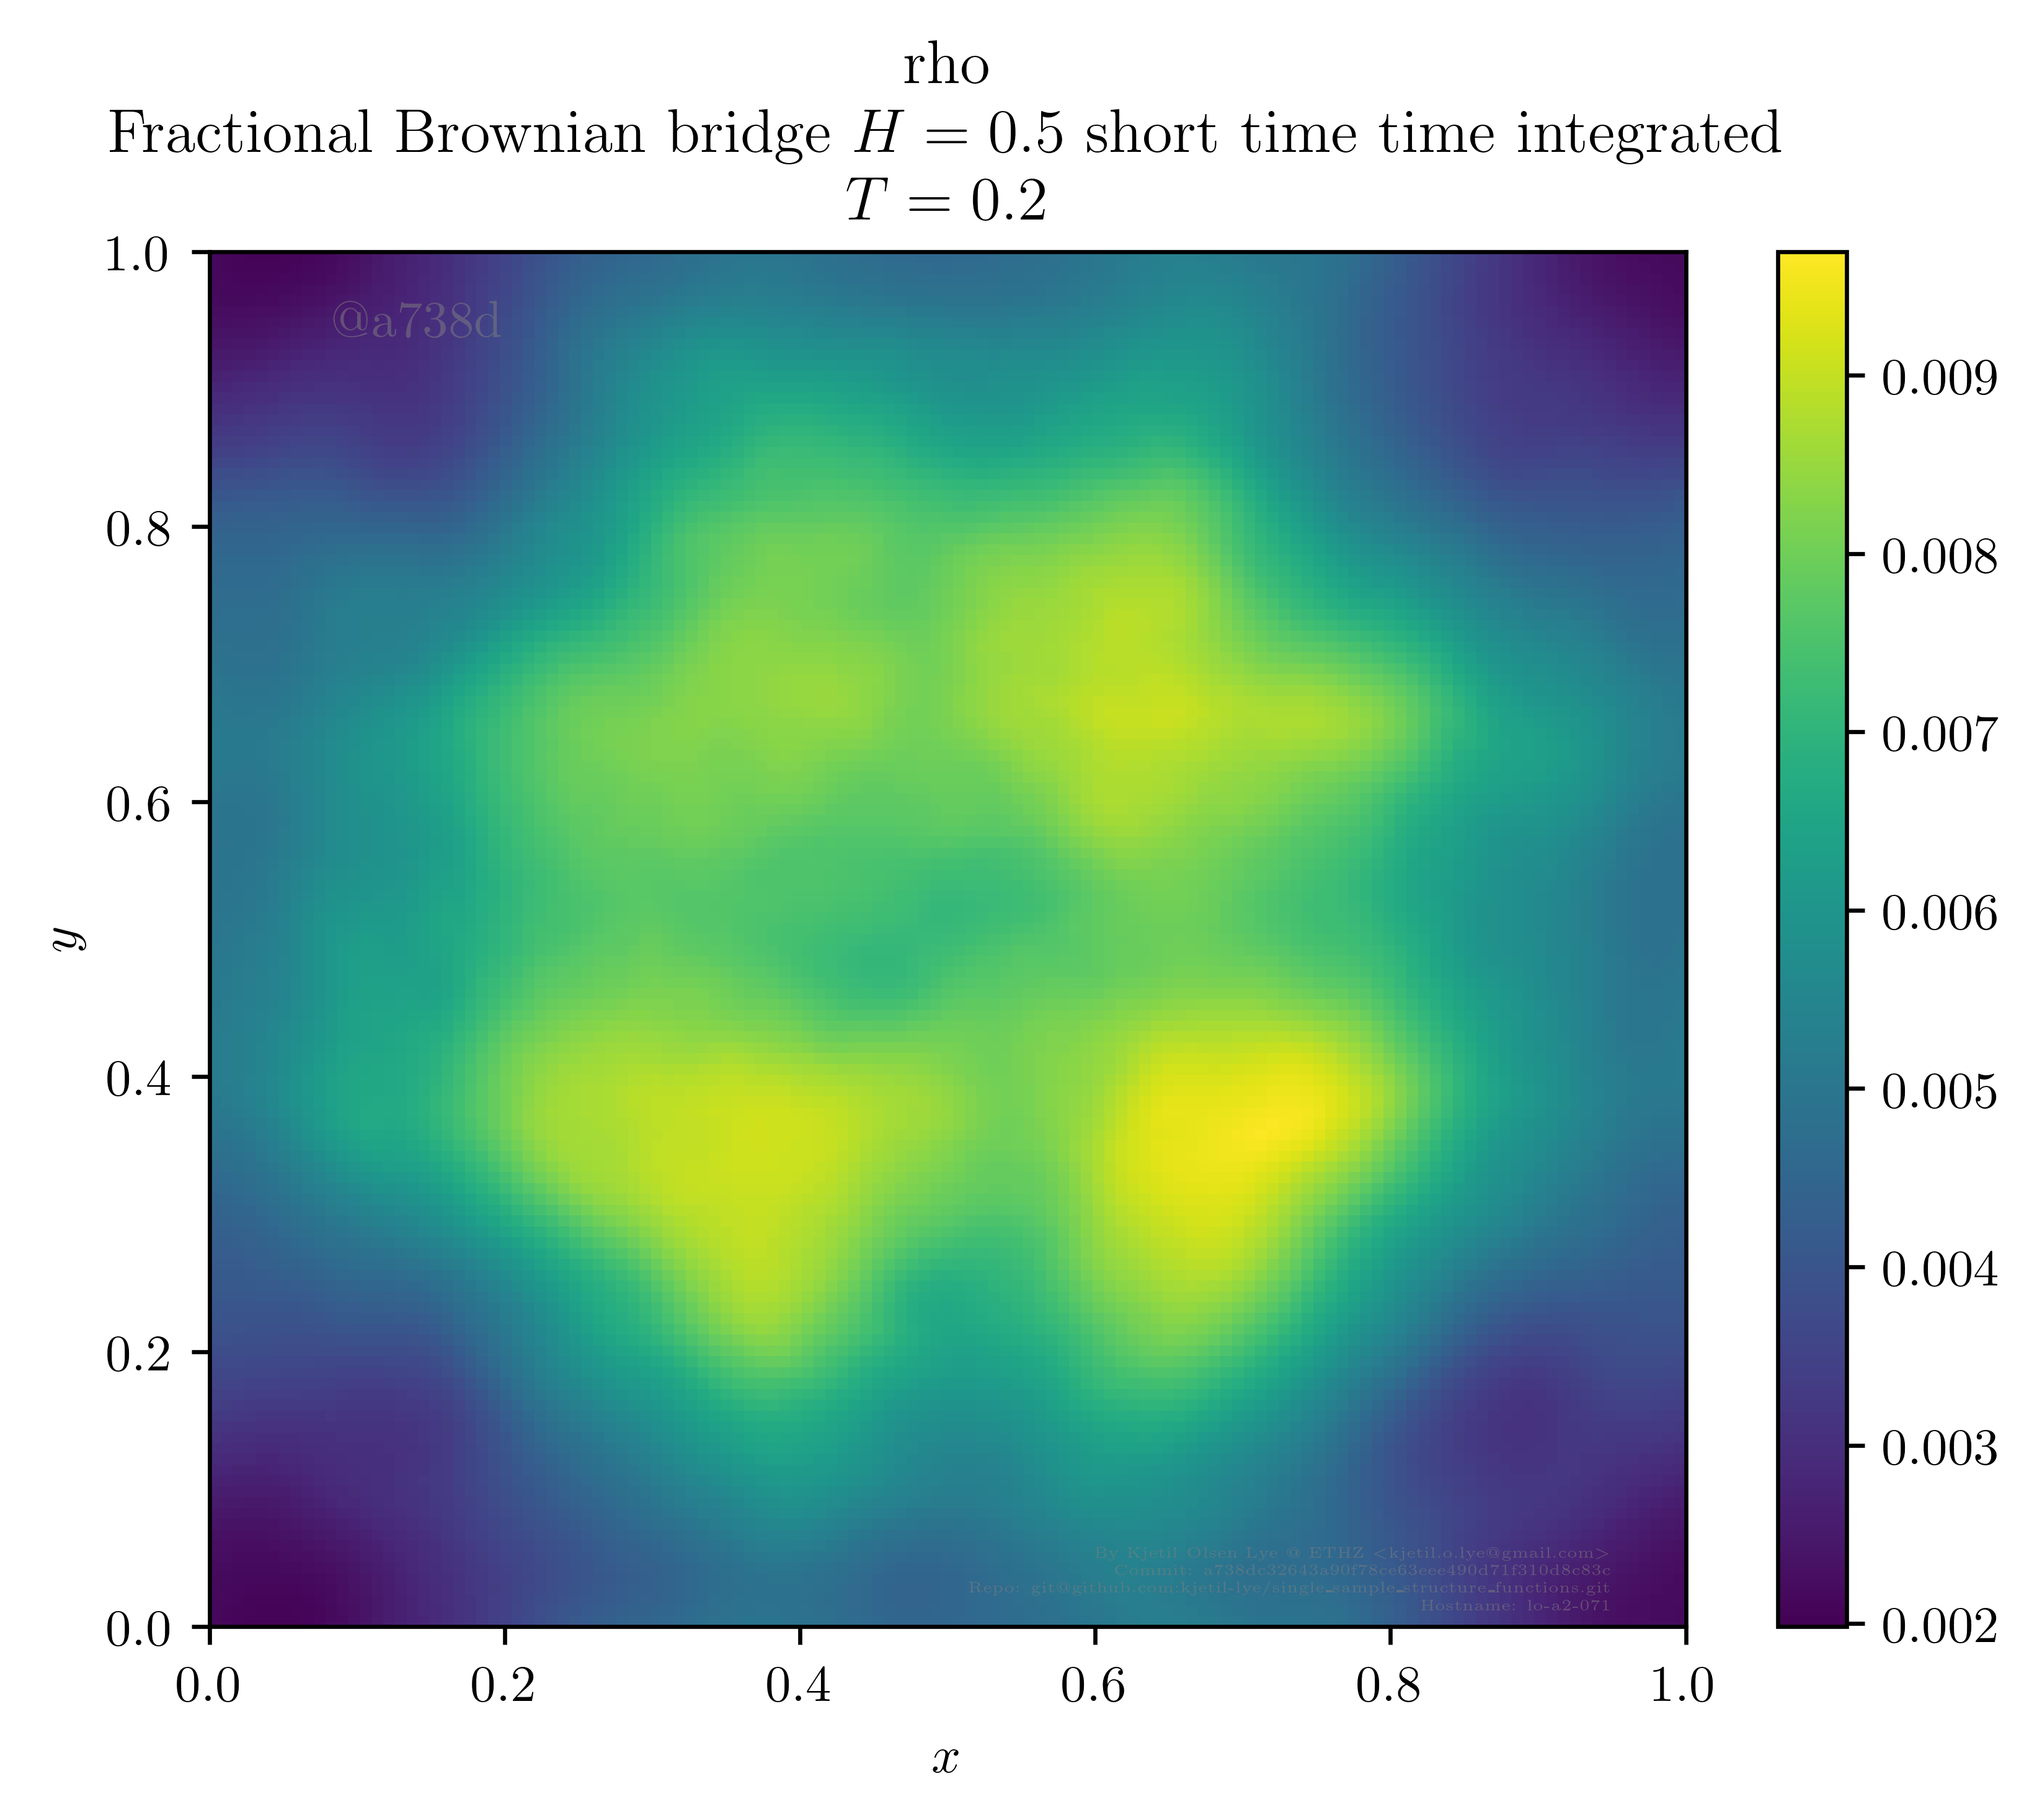 rho
Fractional Brownian bridge H = 0.5 short time time integrated
T = 0.2
@a738d
1.0
0.8
0.6
0.4
0.2
0.0
y
0.0 0.2 0.4 0.6 0.8 1.0
x
0.009
0.008
0.007
0.006
0.005
0.004
0.003
0.002
By Kjetil Olsen Lye @ ETHZ <kjetil.o.lye@gmail.com>
Commit: a738dc32643a90f78ce63eee490d71f310d8c83c
Repo: git@github.com:kjetil-lye/single_sample_structure_functions.git
Hostname: lo-a2-071